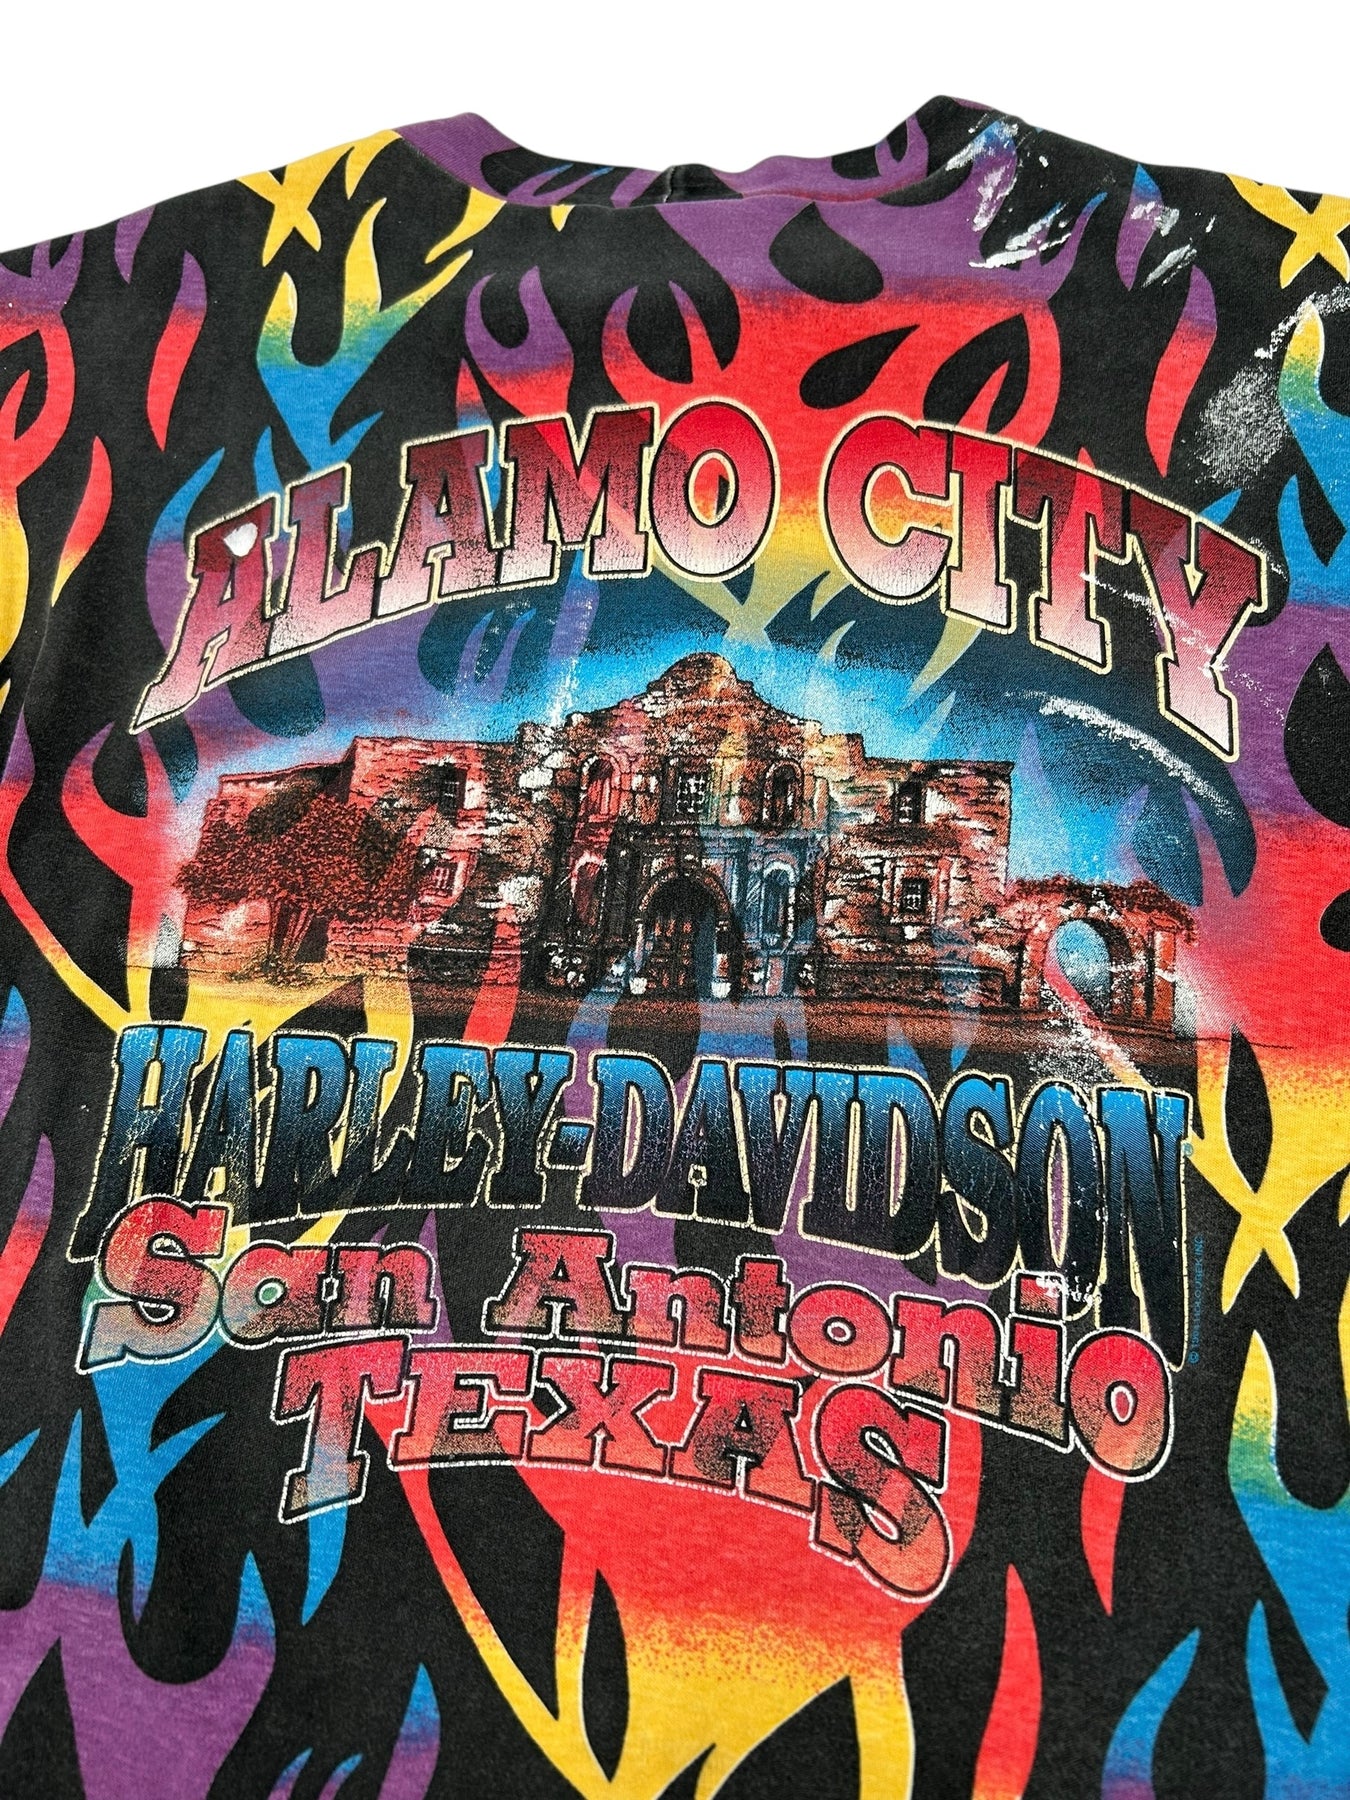 ALAMO CITY
HARLEY-DAVIDSON®
San Antonio
TEXAS